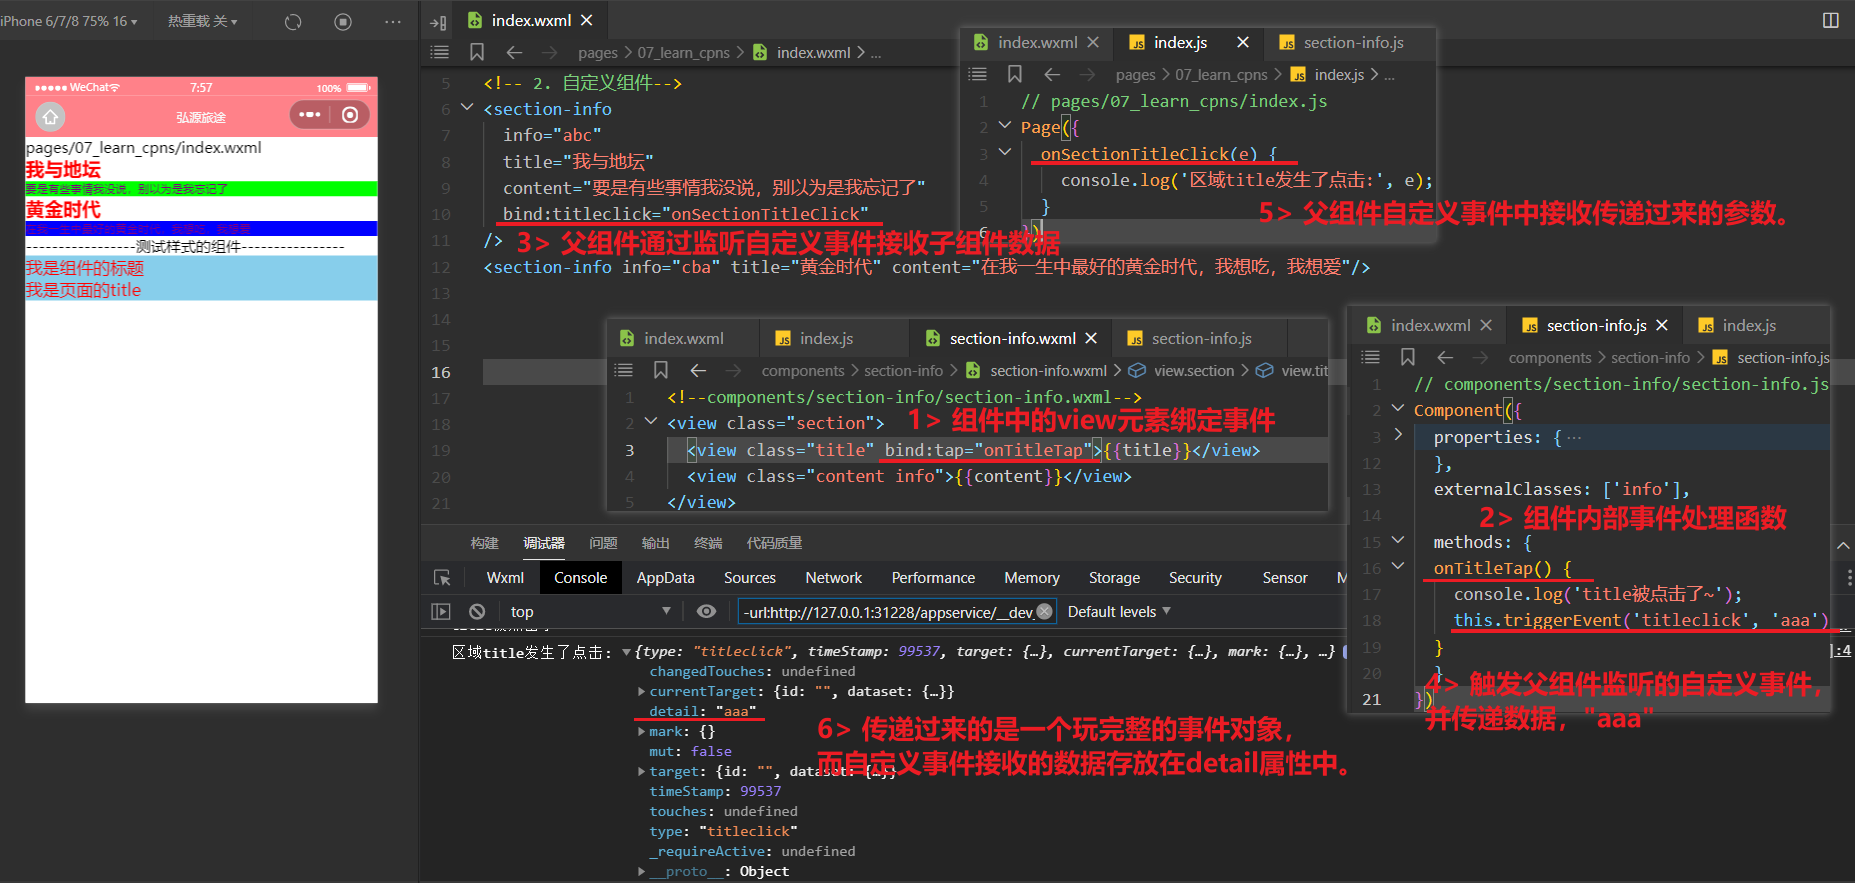 iPhone 6/7/8 75% 16
热重载 关
WeChat
7:57
100%
弘源旅途
pages/07_learn_cpns/index.wxml
我与地坛
要是有些事情我没说，别以为是我忘记了
黄金时代
在我一生中最好的黄金时代，我想吃，我想爱
-----------------测试样式的组件----------------
我是组件的标题
我是页面的title
index.wxml
pages > 07_learn_cpns > index.wxml > ...
5 <!-- 2. 自定义组件-->
6 <section-info
7 info="abc"
8 title="我与地坛"
9 content="要是有些事情我没说，别以为是我忘记了"
10 bind:titleclick="onSectionTitleClick"
11 />
3> 父组件通过监听自定义事件接收子组件数据
12 <section-info info="cba" title="黄金时代" content="在我一生中最好的黄金时代，我想吃，我想爱"/>
13
14
15
16
17
18
19
20
21
index.wxml index.js section-info.js
pages > 07_learn_cpns > index.js > ...
1 // pages/07_learn_cpns/index.js
2 Page({
3 onSectionTitleClick(e) {
4 console.log('区域title发生了点击:', e);
5 }
6 })
5> 父组件自定义事件中接收传递过来的参数。
index.wxml index.js section-info.wxml section-info.js
components > section-info > section-info.wxml > view.section > view.tit
1 <!--components/section-info/section-info.wxml-->
2 <view class="section">
1> 组件中的view元素绑定事件
3 <view class="title" bind:tap="onTitleTap">{{title}}</view>
4 <view class="content info">{{content}}</view>
5 </view>
index.wxml section-info.js index.js
components > section-info > section-info.js
1 // components/section-info/section-info.js
2 Component({
3 properties: { ...
12 },
13 externalClasses: ['info'],
14
2> 组件内部事件处理函数
15 methods: {
16 onTitleTap() {
17 console.log('title被点击了~');
18 this.triggerEvent('titleclick', 'aaa')
19 }
20 }
21 })
4> 触发父组件监听的自定义事件，
并传递数据，"aaa"
构建 调试器 问题 输出 终端 代码质量
Wxml Console AppData Sources Network Performance Memory Storage Security Sensor M
top
-url:http://127.0.0.1:31228/appservice/__dev_
Default levels
区域title发生了点击: {type: "titleclick", timeStamp: 99537, target: {…}, currentTarget: {…}, mark: {…}, …}
:4
changedTouches: undefined
currentTarget: {id: "", dataset: {…}}
detail: "aaa"
mark: {}
mut: false
target: {id: "", dataset: {…}}
timeStamp: 99537
touches: undefined
type: "titleclick"
_requireActive: undefined
__proto__: Object
6> 传递过来的是一个玩完整的事件对象，
而自定义事件接收的数据存放在detail属性中。